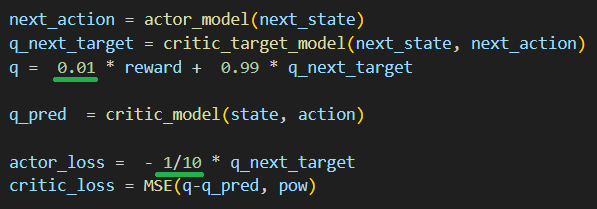 next_action = actor_model(next_state)
q_next_target = critic_target_model(next_state, next_action)
q =  0.01 * reward +  0.99 * q_next_target
q_pred  = critic_model(state, action)
actor_loss =  - 1/10 * q_next_target
critic_loss = MSE(q-q_pred, pow)